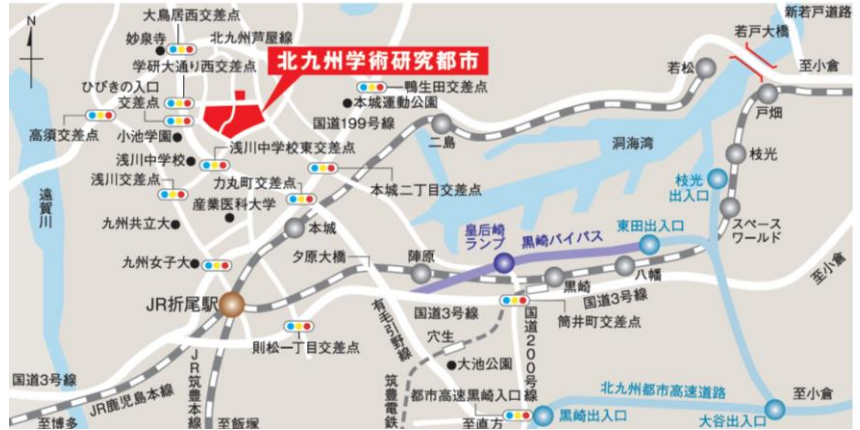 N
大鳥居西交差点
妙泉寺
北九州芦屋線
学研大通り西交差点
ひびきの入口
交差点
高須交差点
小池学園
浅川中学校
浅川交差点
北九州学術研究都市
鴨生田交差点
本城運動公園
国道199号線
浅川中学校東交差点
力丸町交差点
産業医科大学
本城二丁目交差点
九州共立大
九州女子大
遠賀川
新若戸道路
若戸大橋
至小倉
若松
戸畑
二島
洞海湾
枝光
枝光
出入口
スペース
ワールド
東田出入口
皇后崎
ランプ
黒崎バイパス
本城
夕原大橋
陣原
黒崎
八幡
至小倉
JR折尾駅
国道3号線
国道3号線
筒井町交差点
則松一丁目交差点
有毛引野線
穴生
国道200号線
大池公園
国道3号線
JR鹿児島本線
JR筑豊本線
筑豊電鉄
都市高速黒崎入口
北九州都市高速道路
至小倉
至博多
至飯塚
至直方
黒崎出入口
大谷出入口